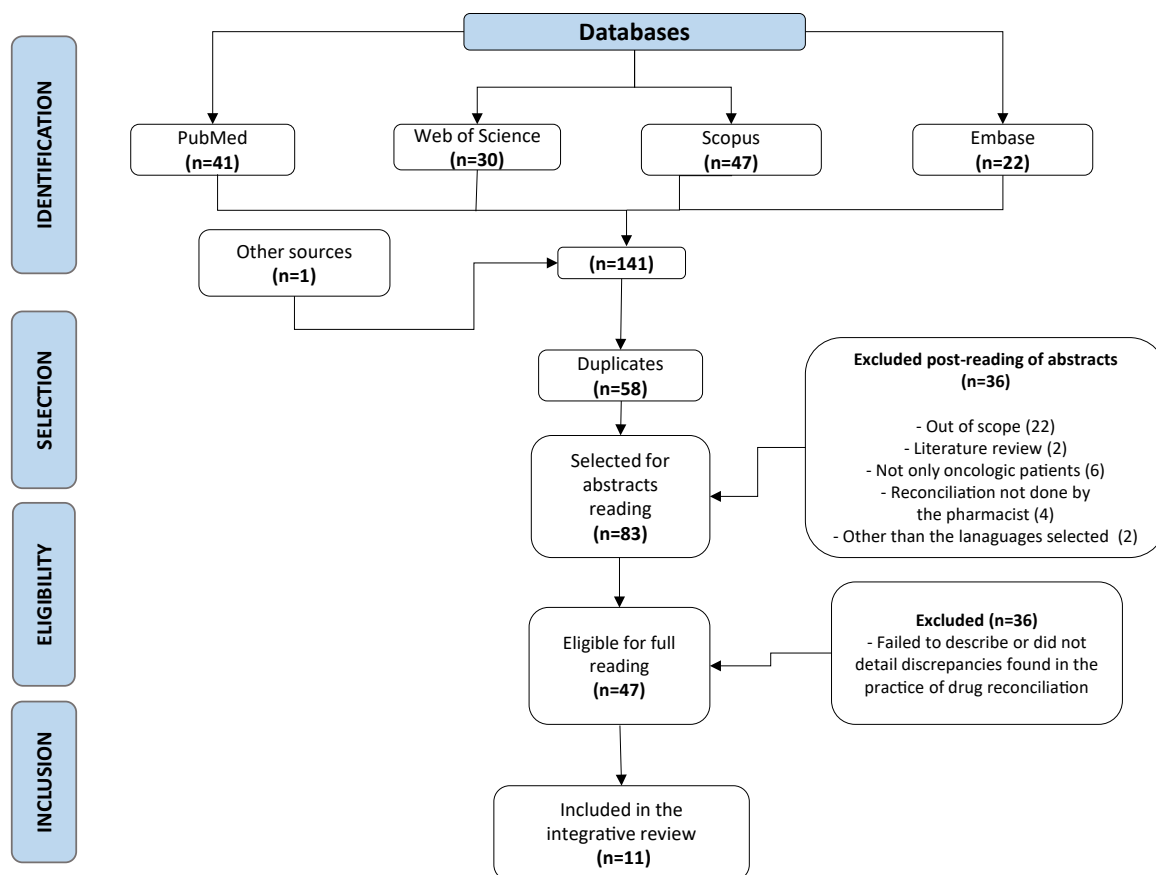 Databases
IDENTIFICATION
PubMed
(n=41)
Web of Science
(n=30)
Scopus
(n=47)
Embase
(n=22)
Other sources
(n=1)
(n=141)
SELECTION
Duplicates
(n=58)
Excluded post-reading of abstracts
(n=36)
- Out of scope (22)
- Literature review (2)
- Not only oncologic patients (6)
- Reconciliation not done by
the pharmacist (4)
- Other than the lanaguages selected (2)
Selected for
abstracts
reading
(n=83)
ELIGIBILITY
Eligible for full
reading
(n=47)
Excluded (n=36)
- Failed to describe or did not
detail discrepancies found in the
practice of drug reconciliation
INCLUSION
Included in the
integrative review
(n=11)